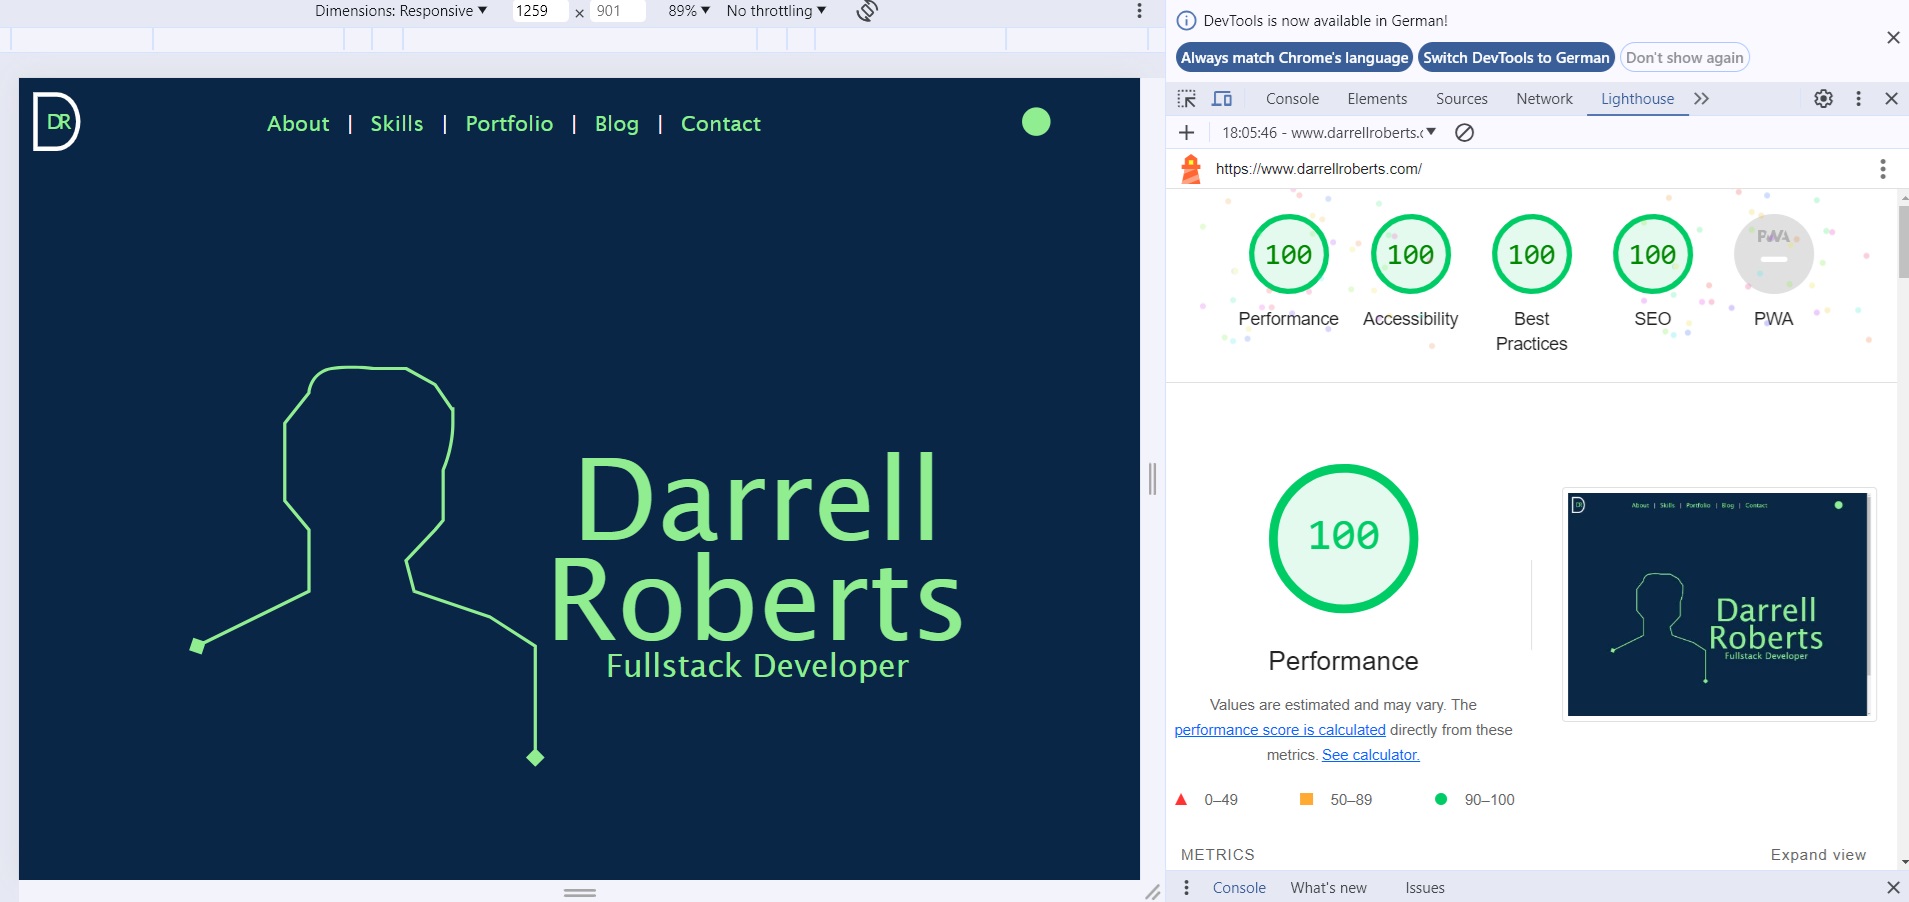 Dimensions: Responsive ▼ 1259 × 901 89% ▼ No throttling ▼
DR
About | Skills | Portfolio | Blog | Contact
Darrell
Roberts
Fullstack Developer
DevTools is now available in German!
Always match Chrome's language Switch DevTools to German Don't show again
Console Elements Sources Network Lighthouse
18:05:46 - www.darrellroberts.c
https://www.darrellroberts.com/
100 100 100 100 PWA
Performance Accessibility Best Practices SEO PWA
100
Performance
Values are estimated and may vary. The
performance score is calculated directly from these
metrics. See calculator.
0–49 50–89 90–100
DR About | Skills | Portfolio | Blog | Contact
Darrell
Roberts
Fullstack Developer
METRICS Expand view
Console What's new Issues